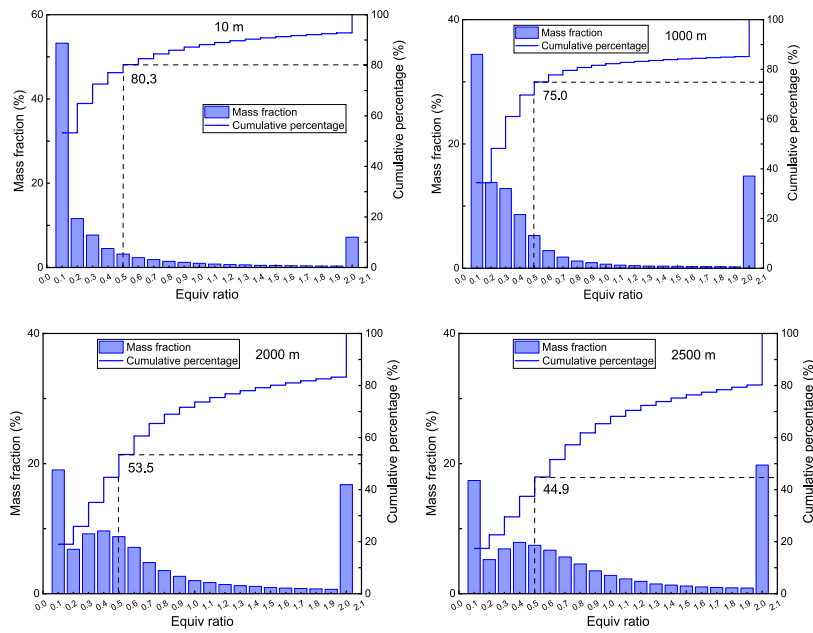 10 m
80.3
Mass fraction
Cumulative percentage
Mass fraction (%)
Cumulative percentage (%)
0
20
40
60
0
20
40
60
80
100
0.0 0.1 0.2 0.3 0.4 0.5 0.6 0.7 0.8 0.9 1.0 1.1 1.2 1.3 1.4 1.5 1.6 1.7 1.8 1.9 2.0 2.1
Equiv ratio
1000 m
Mass fraction
Cumulative percentage
75.0
Mass fraction (%)
Cumulative percentage (%)
0
10
20
30
40
0
20
40
60
80
100
0.0 0.1 0.2 0.3 0.4 0.5 0.6 0.7 0.8 0.9 1.0 1.1 1.2 1.3 1.4 1.5 1.6 1.7 1.8 1.9 2.0 2.1
Equiv ratio
Mass fraction
Cumulative percentage
2000 m
53.5
Mass fraction (%)
Cumulative percentage (%)
0
20
40
0
20
40
60
80
100
0.0 0.1 0.2 0.3 0.4 0.5 0.6 0.7 0.8 0.9 1.0 1.1 1.2 1.3 1.4 1.5 1.6 1.7 1.8 1.9 2.0 2.1
Equiv ratio
Mass fraction
Cumulative percentage
2500 m
44.9
Mass fraction (%)
Cumulative percentage (%)
0
20
40
0
20
40
60
80
100
0.0 0.1 0.2 0.3 0.4 0.5 0.6 0.7 0.8 0.9 1.0 1.1 1.2 1.3 1.4 1.5 1.6 1.7 1.8 1.9 2.0 2.1
Equiv ratio